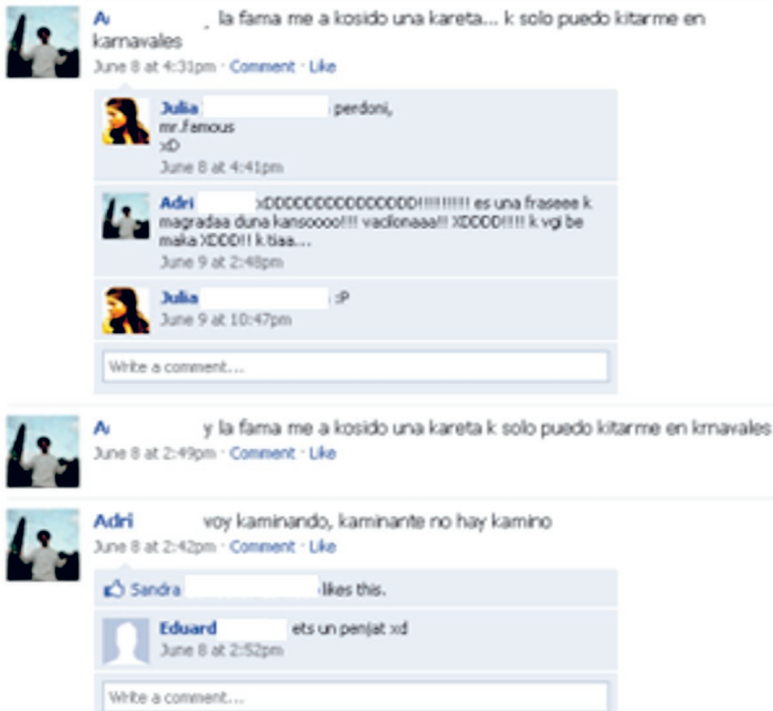 A
la fama me a kosido una kareta... k solo puedo kitarme en
karnavales
June 8 at 4:31pm · Comment · Like
Julia perdoni,
mr.famous
xD
June 8 at 4:41pm
Adri xDDDDDDDDDDDDDDDD!!!!!!!!!! es una fraseee k
magradaa duna kansoooo!!! vacilonaaa!! XDDDD!!!! k vgi be
maka XDDD!! k tiaa...
June 9 at 2:48pm
Julia :P
June 9 at 10:47pm
Write a comment...
A y la fama me a kosido una kareta k solo puedo kitarme en krnavales
June 8 at 2:49pm · Comment · Like
Adri voy kaminando, kaminante no hay kamino
June 8 at 2:42pm · Comment · Like
Sandra likes this.
Eduard ets un penjat xd
June 8 at 2:52pm
Write a comment...